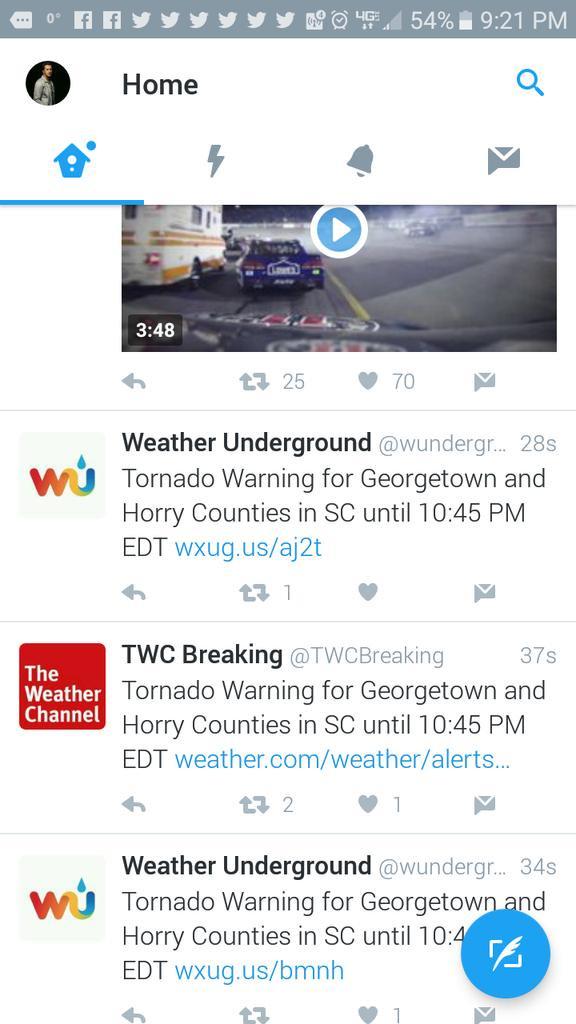 0° 4G 54% 9:21 PM
Home
LOWE'S
3:48
25 70
Weather Underground @wundergr... 28s
WU
Tornado Warning for Georgetown and
Horry Counties in SC until 10:45 PM
EDT wxug.us/aj2t
1
TWC Breaking @TWCBreaking 37s
The
Weather
Channel
Tornado Warning for Georgetown and
Horry Counties in SC until 10:45 PM
EDT weather.com/weather/alerts...
2 1
Weather Underground @wundergr... 34s
WU
Tornado Warning for Georgetown and
Horry Counties in SC until 10:4
EDT wxug.us/bmnh
1